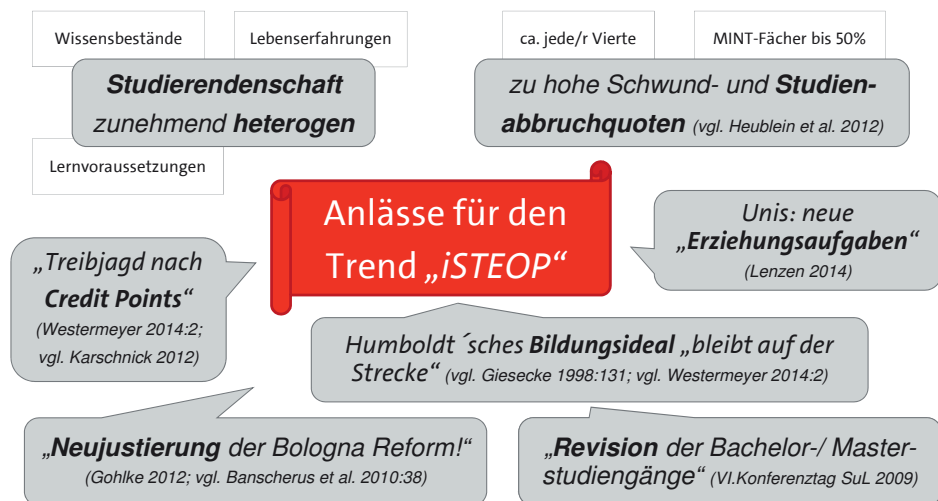 Wissensbestände
Lebenserfahrungen
ca. jede/r Vierte
MINT-Fächer bis 50%
Studierendenschaft
zunehmend heterogen
zu hohe Schwund- und Studien-
abbruchquoten (vgl. Heublein et al. 2012)
Lernvoraussetzungen
Anlässe für den
Trend „iSTEOP“
Unis: neue
„Erziehungsaufgaben“
(Lenzen 2014)
„Treibjagd nach
Credit Points“
(Westermeyer 2014:2;
vgl. Karschnick 2012)
Humboldt ´sches Bildungsideal „bleibt auf der
Strecke“ (vgl. Giesecke 1998:131; vgl. Westermeyer 2014:2)
„Neujustierung der Bologna Reform!“
(Gohlke 2012; vgl. Banscherus et al. 2010:38)
„Revision der Bachelor-/ Master-
studiengänge“ (VI.Konferenztag SuL 2009)